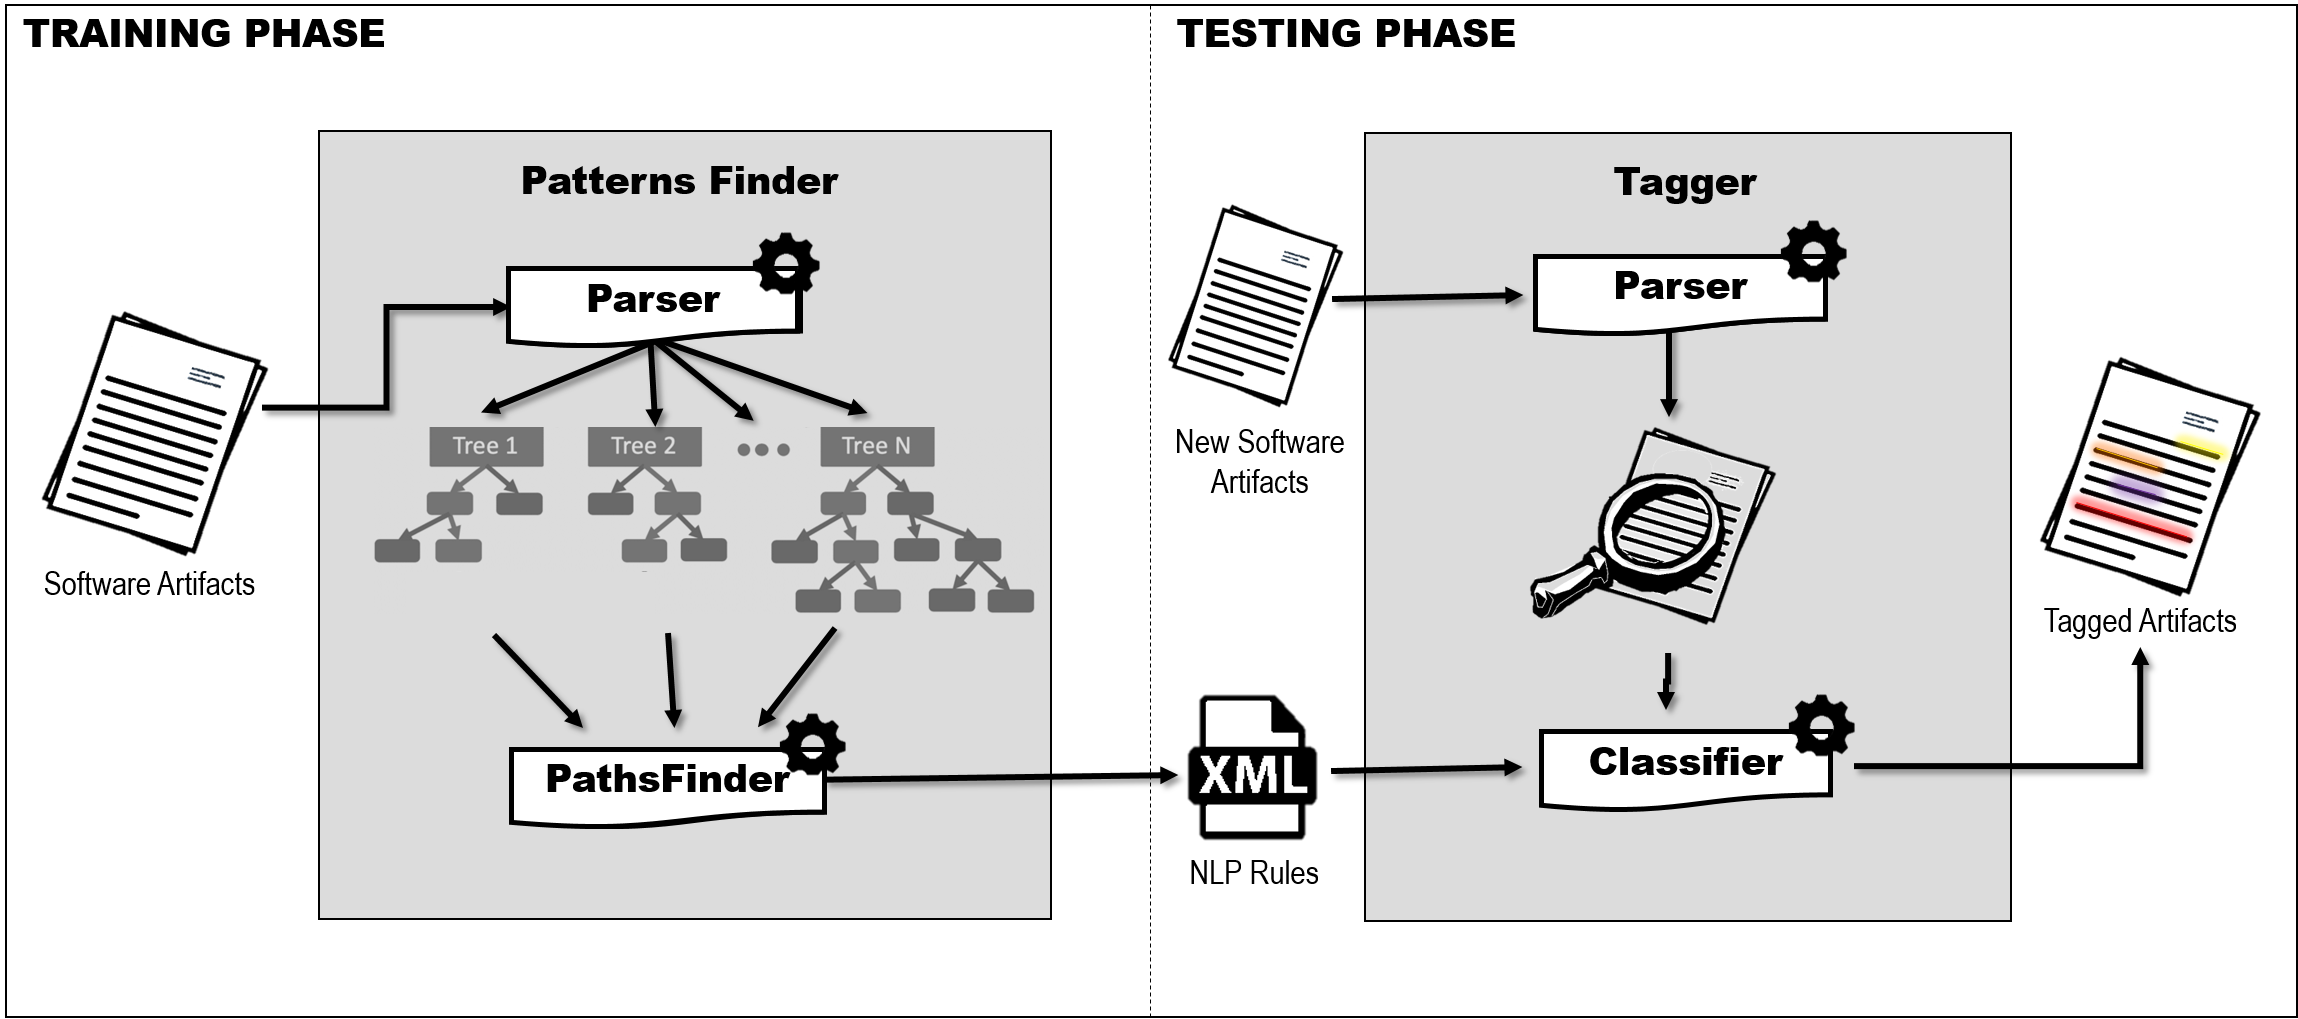 TRAINING PHASE
Patterns Finder
Parser
Tree 1
Tree 2
Tree N
Software Artifacts
PathsFinder
TESTING PHASE
Tagger
Parser
New Software
Artifacts
XML
NLP Rules
Classifier
Tagged Artifacts